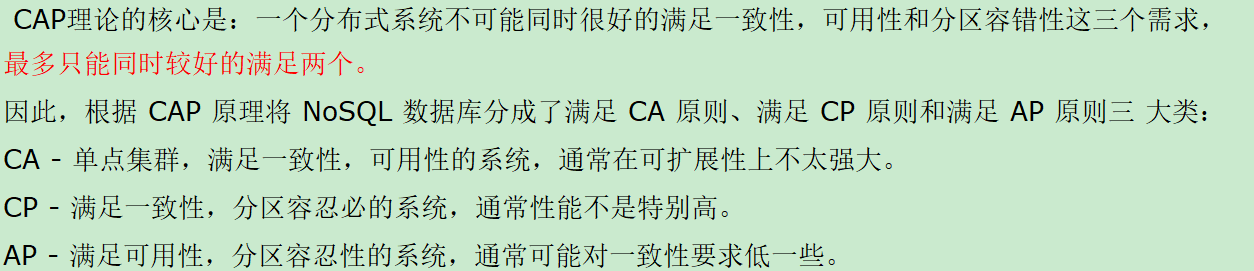 CAP理论的核心是：一个分布式系统不可能同时很好的满足一致性，可用性和分区容错性这三个需求，
最多只能同时较好的满足两个。
因此，根据 CAP 原理将 NoSQL 数据库分成了满足 CA 原则、满足 CP 原则和满足 AP 原则三 大类：
CA - 单点集群，满足一致性，可用性的系统，通常在可扩展性上不太强大。
CP - 满足一致性，分区容忍必的系统，通常性能不是特别高。
AP - 满足可用性，分区容忍性的系统，通常可能对一致性要求低一些。